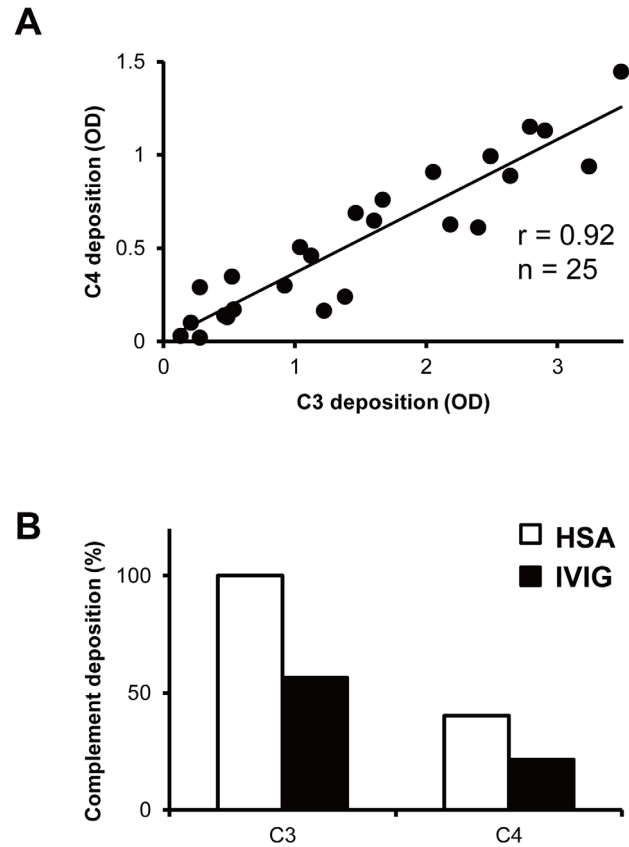 A
C4 deposition (OD)
1.5
1
0.5
0
r = 0.92
n = 25
0 1 2 3
C3 deposition (OD)
B
Complement deposition (%)
HSA
IVIG
100
50
0
C3 C4